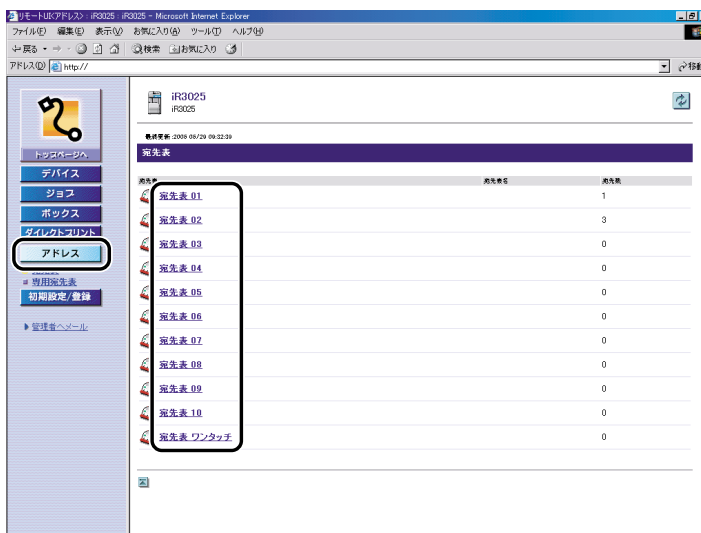 リモートUI<アドレス> : iR3025 : iR3025 - Microsoft Internet Explorer
ファイル(F) 編集(E) 表示(V) お気に入り(A) ツール(T) ヘルプ(H)
戻る 検索 お気に入り
アドレス(D) http:// 移動
iR3025
iR3025
最終更新 :2006 06/29 09:32:39
宛先表
宛先表 宛先表名 宛先数
宛先表 01 1
宛先表 02 3
宛先表 03 0
宛先表 04 0
宛先表 05 0
宛先表 06 0
宛先表 07 0
宛先表 08 0
宛先表 09 0
宛先表 10 0
宛先表 ワンタッチ 0
トップページへ
デバイス
ジョブ
ボックス
ダイレクトプリント
アドレス
専用宛先表
初期設定/登録
管理者へメール